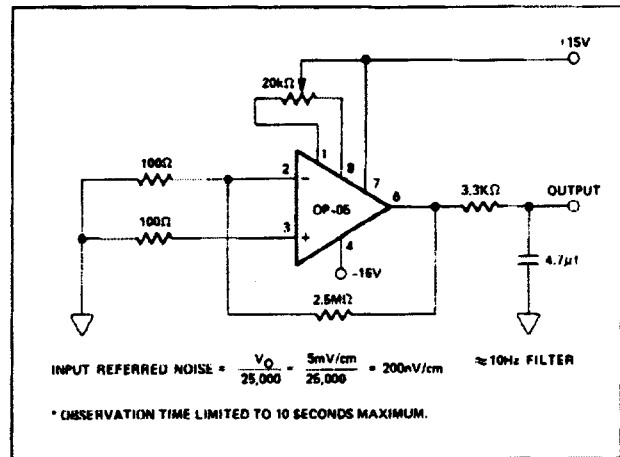 +15V
20kΩ
1
8
7
100Ω
2
−
6
3.3KΩ
OUTPUT
OP-05
100Ω
3
+
4
4.7μf
-15V
2.5MΩ
INPUT REFERRED NOISE = VO / 25,000 = 5mV/cm / 25,000 = 200nV/cm ≈10Hz FILTER
* OBSERVATION TIME LIMITED TO 10 SECONDS MAXIMUM.